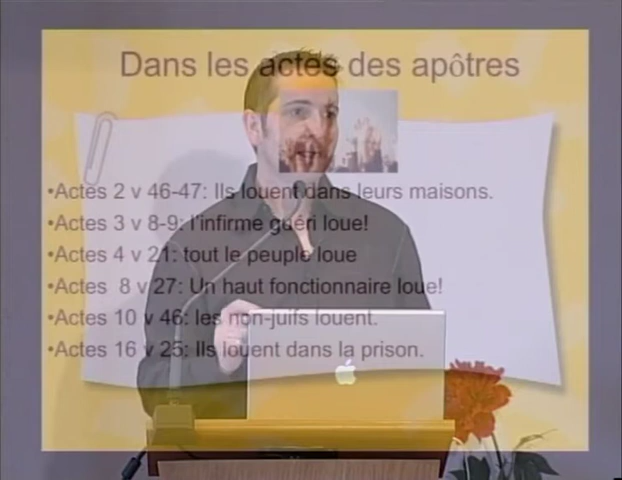 Dans les actes des apôtres
•Actes 2 v 46-47: Ils louent dans leurs maisons.
•Actes 3 v 8-9: l'infirme guéri loue!
•Actes 4 v 21: tout le peuple loue
•Actes 8 v 27: Un haut fonctionnaire loue!
•Actes 10 v 46: les non-juifs louent.
•Actes 16 v 25: Ils louent dans la prison.